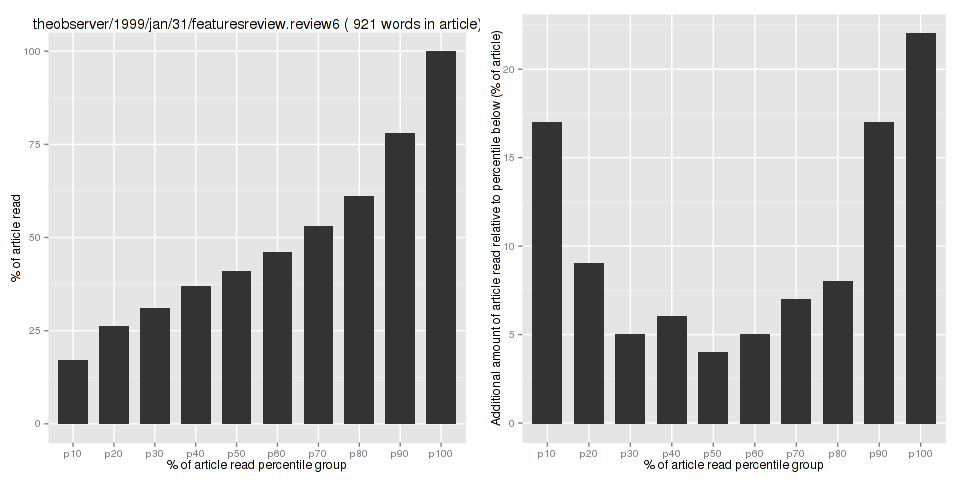 theobserver/1999/jan/31/featuresreview.review6 ( 921 words in article)
% of article read
100
75
50
25
0
p10 p20 p30 p40 p50 p60 p70 p80 p90 p100
% of article read percentile group
Additional amount of article read relative to percentile below (% of article)
20
15
10
5
0
p10 p20 p30 p40 p50 p60 p70 p80 p90 p100
% of article read percentile group